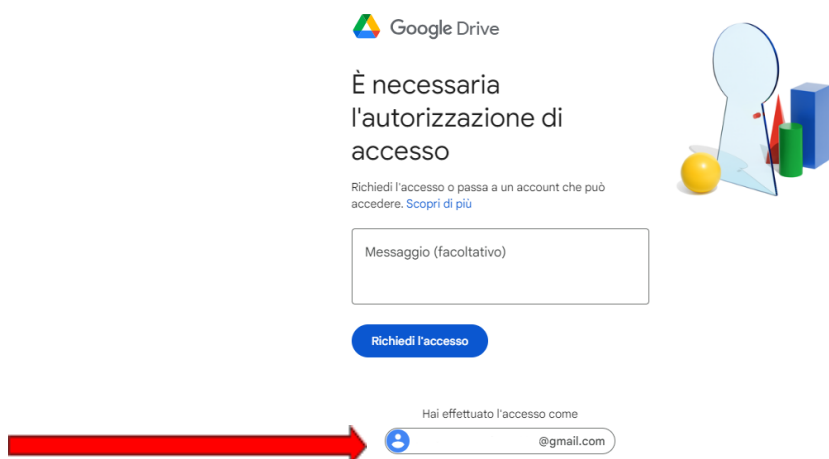 Google Drive
È necessaria
l'autorizzazione di
accesso
Richiedi l'accesso o passa a un account che può
accedere. Scopri di più
Messaggio (facoltativo)
Richiedi l'accesso
Hai effettuato l'accesso come
@gmail.com